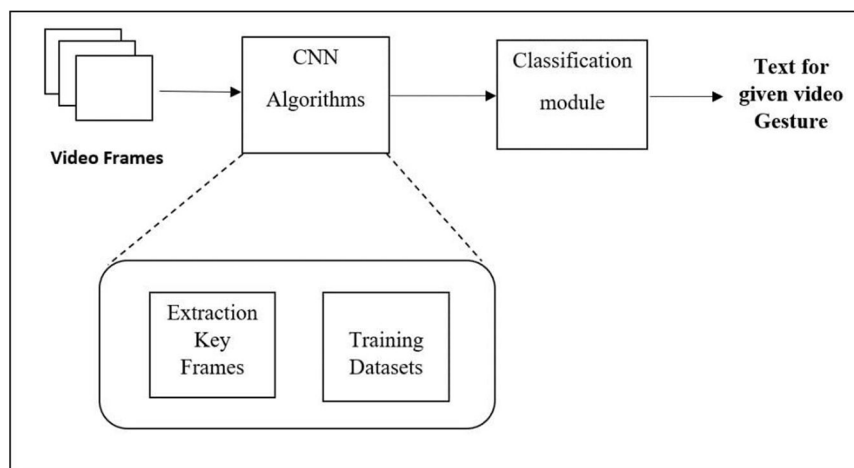 Video Frames
CNN
Algorithms
Classification
module
Text for
given video
Gesture
Extraction
Key
Frames
Training
Datasets